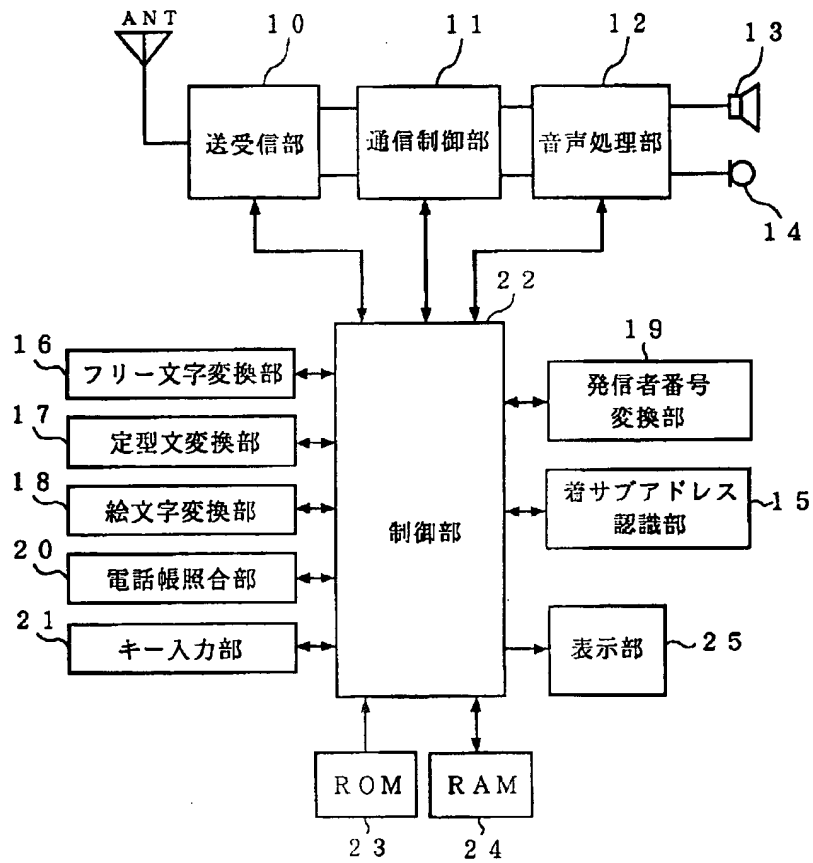 ANT
10
11
12
13
送受信部
通信制御部
音声処理部
14
22
16
フリー文字変換部
17
定型文変換部
18
絵文字変換部
20
電話帳照合部
21
キー入力部
制御部
19
発信者番号
変換部
着サブアドレス
認識部
15
表示部
25
ROM
23
RAM
24